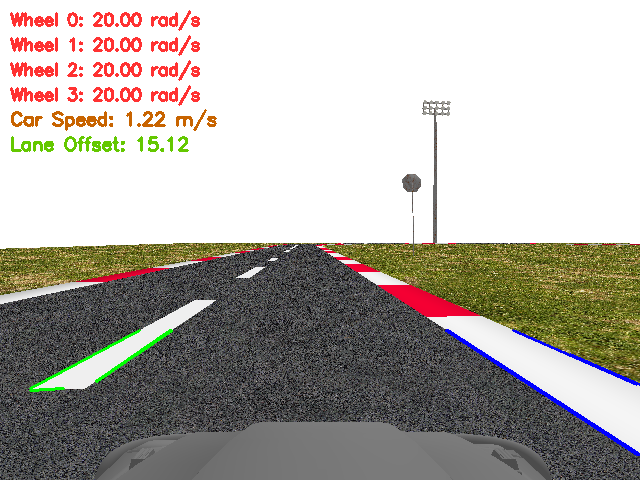 Wheel 0: 20.00 rad/s
Wheel 1: 20.00 rad/s
Wheel 2: 20.00 rad/s
Wheel 3: 20.00 rad/s
Car Speed: 1.22 m/s
Lane Offset: 15.12